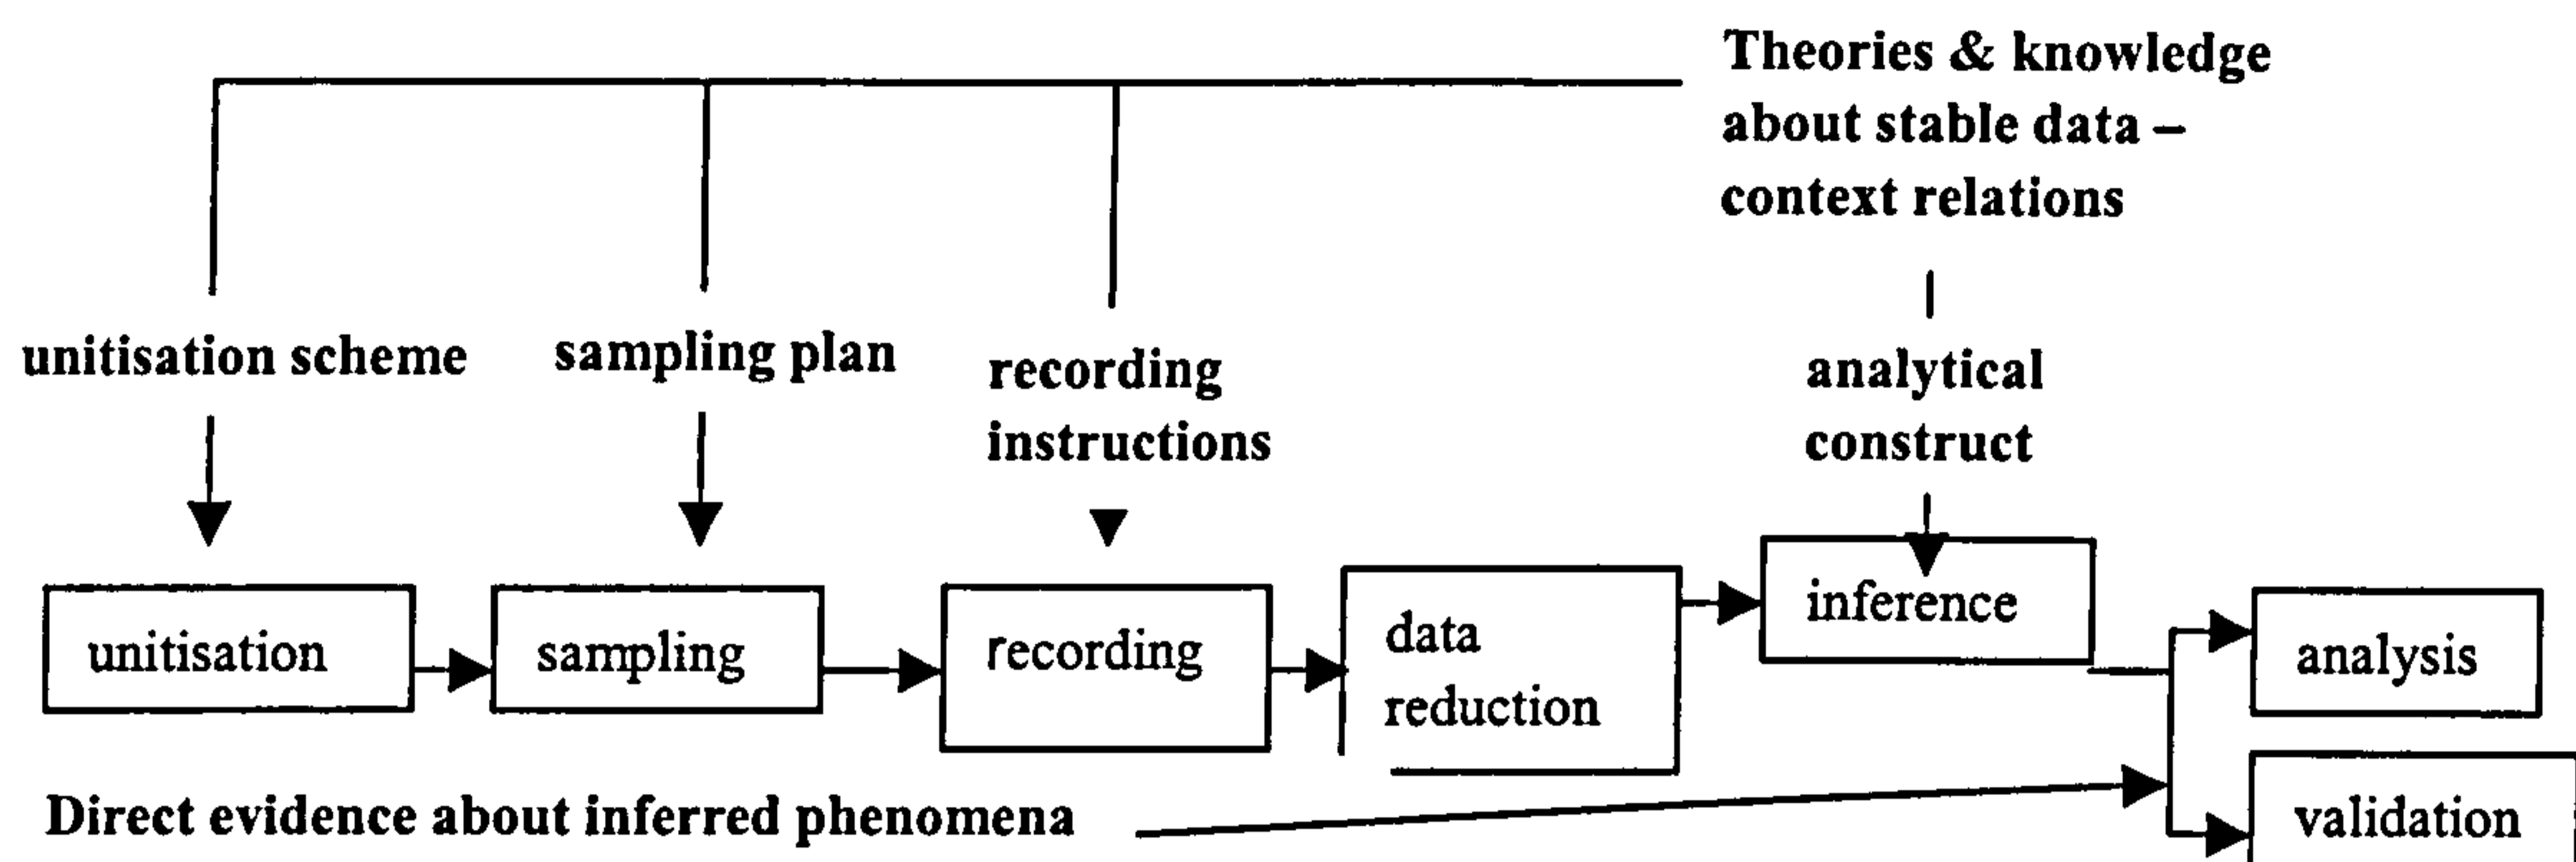 Theories & knowledge
about stable data –
context relations
unitisation scheme
sampling plan
recording
instructions
analytical
construct
unitisation
sampling
recording
data
reduction
inference
analysis
validation
Direct evidence about inferred phenomena